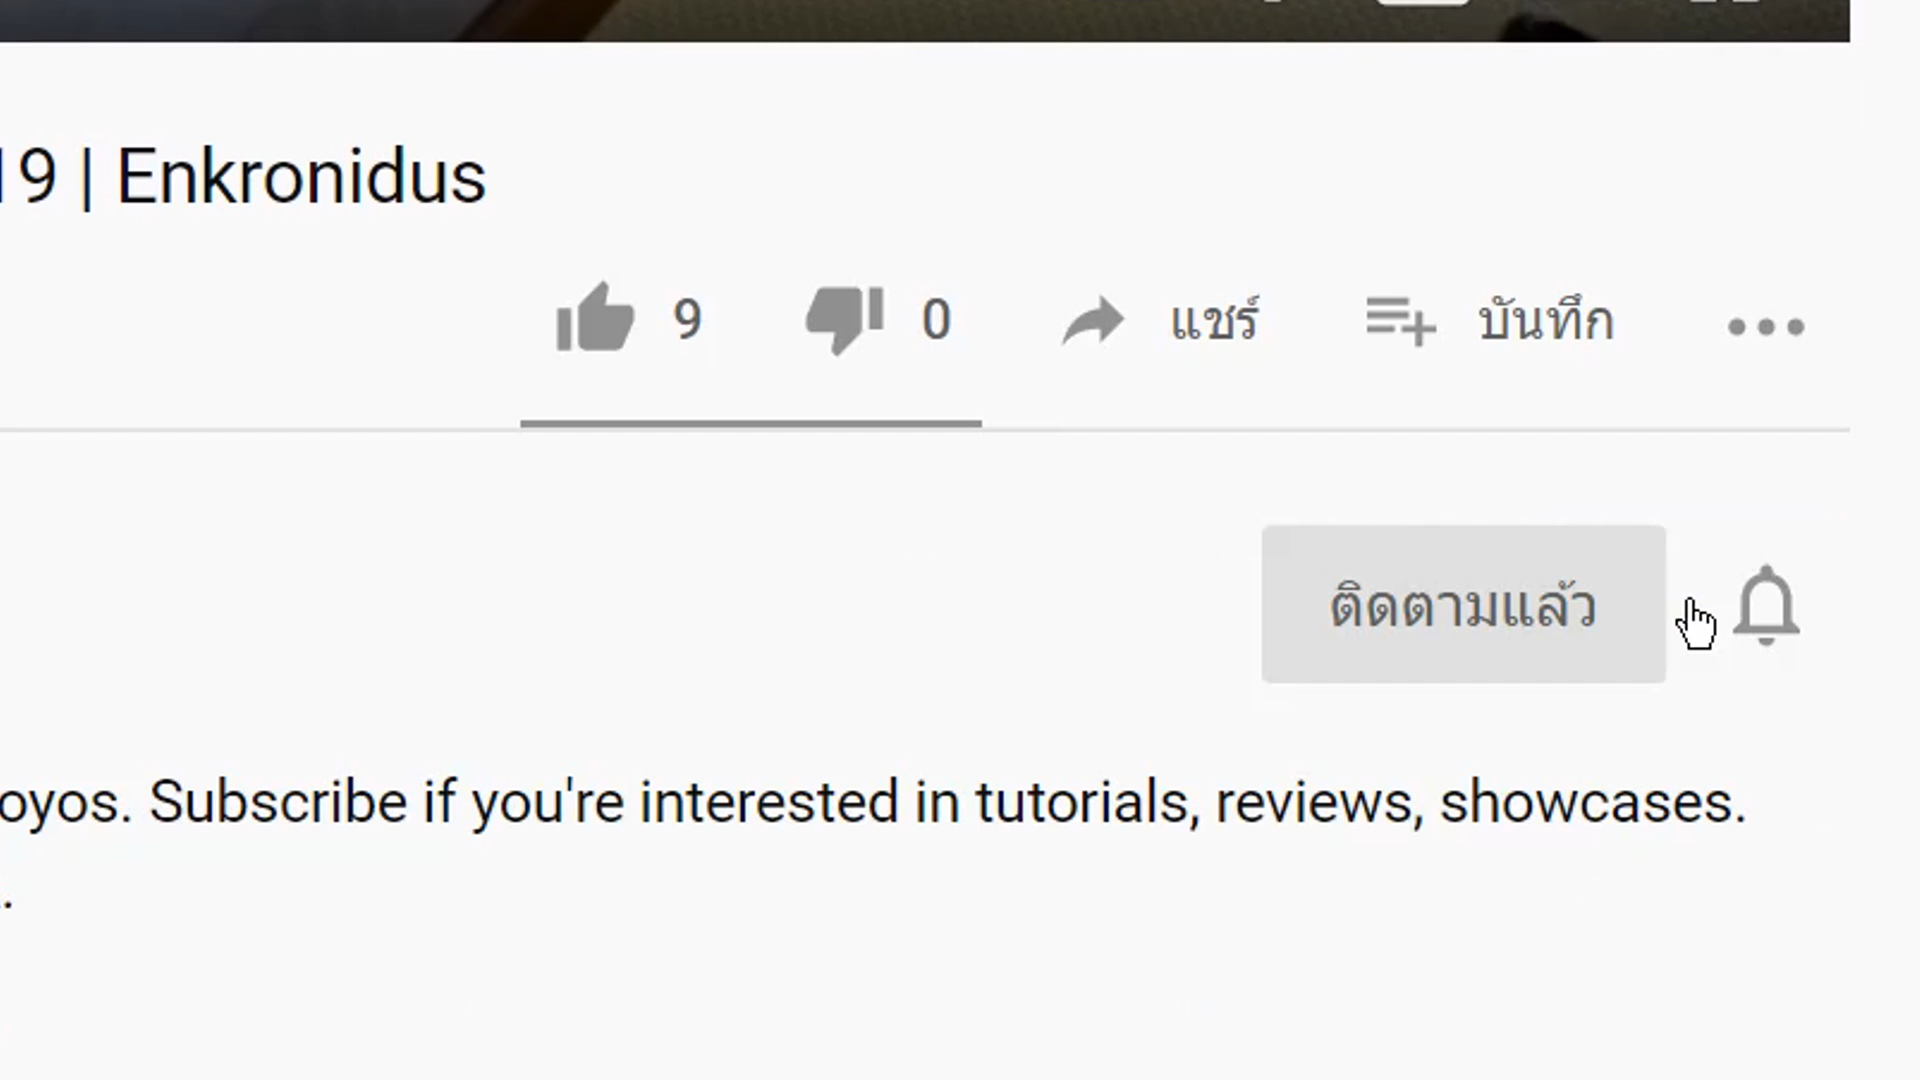 19 | Enkronidus
9 0 แชร์ บันทึก
ติดตามแล้ว
oyos. Subscribe if you're interested in tutorials, reviews, showcases.
.